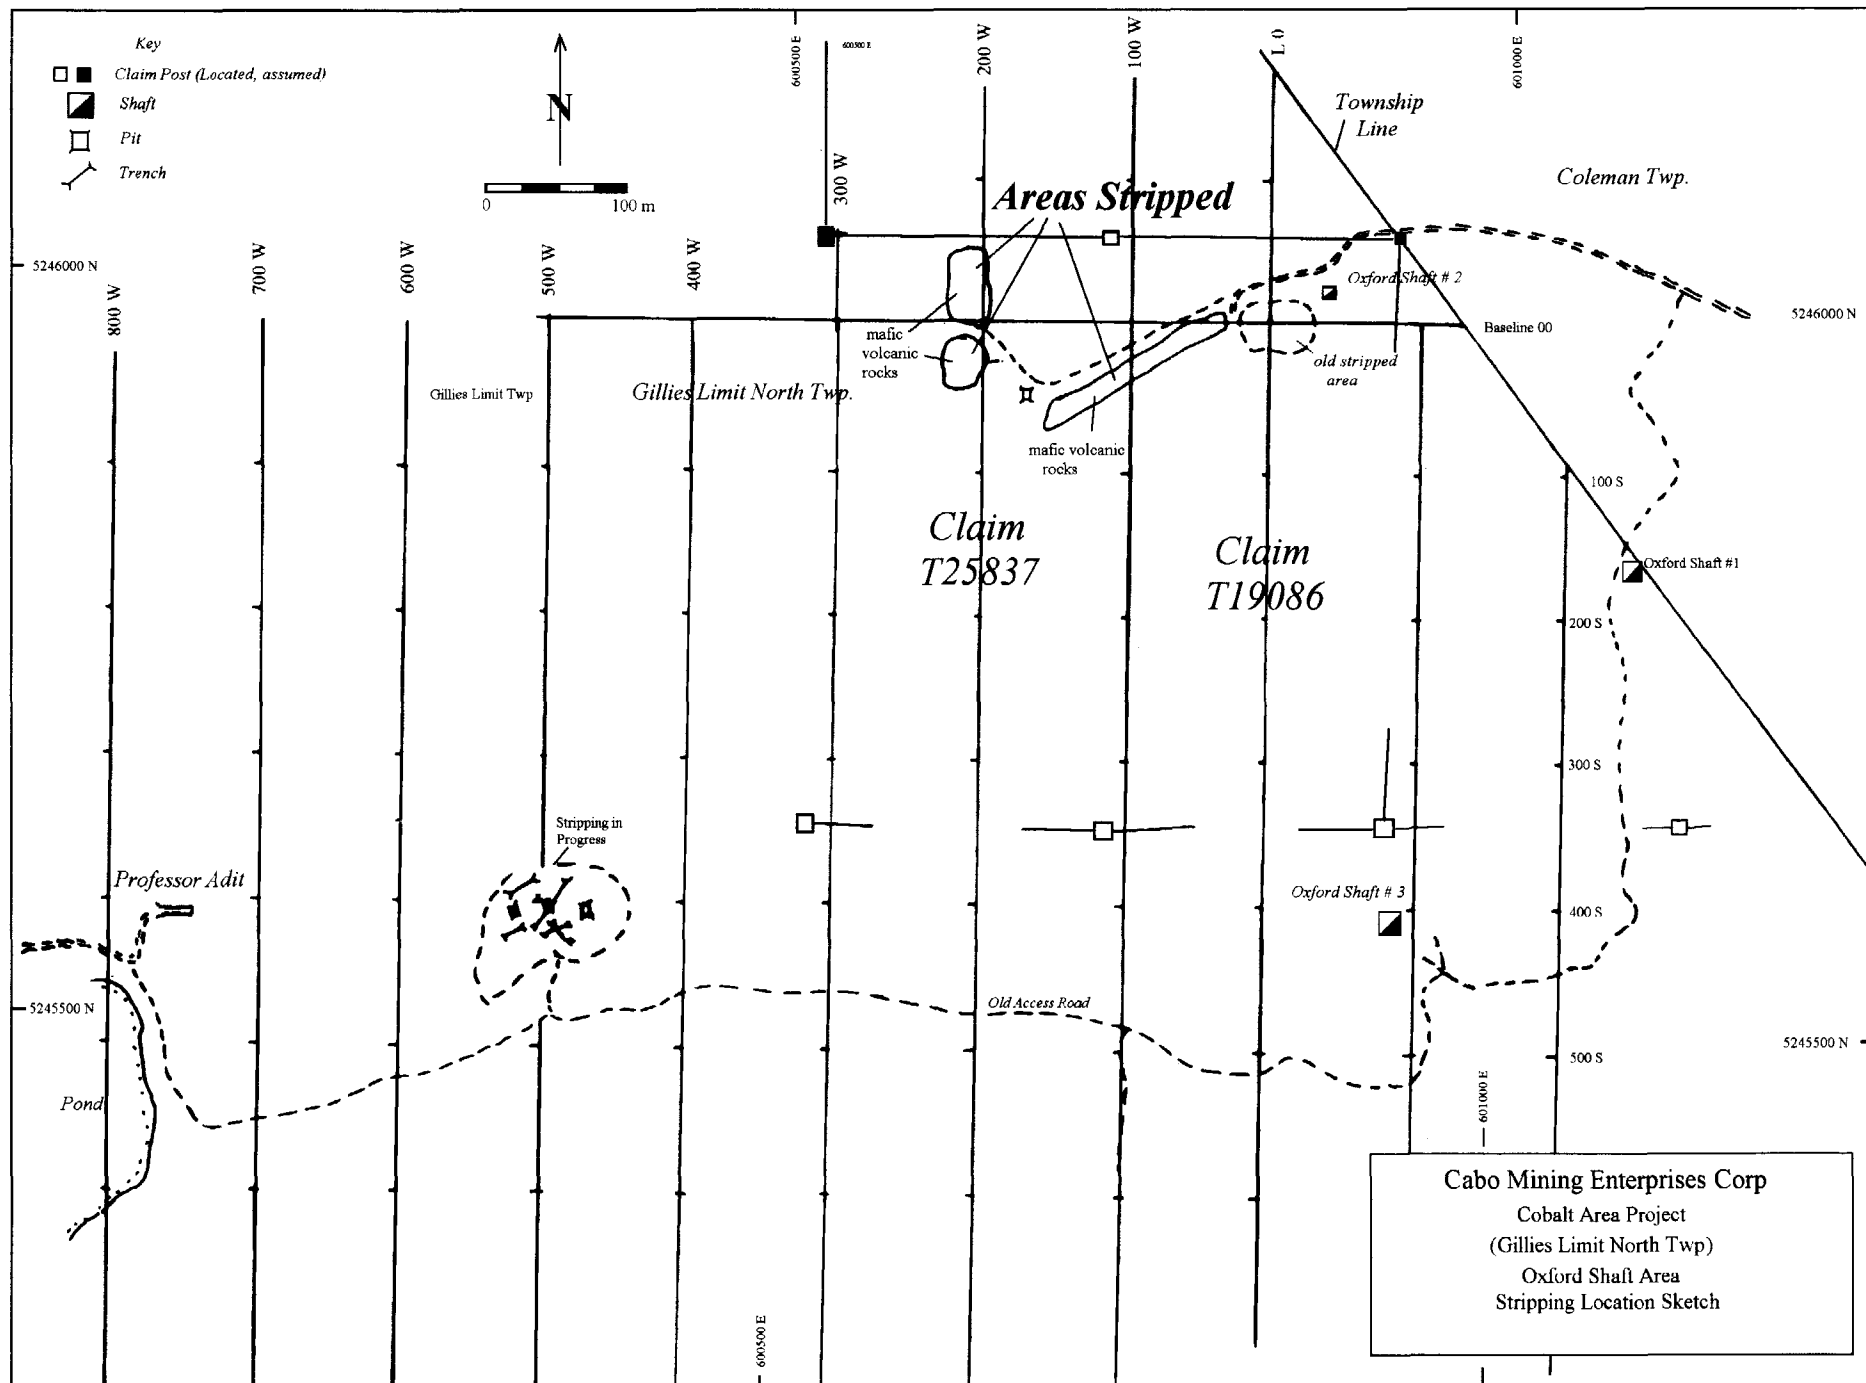 Key
Claim Post (Located, assumed)
Shaft
Pit
Trench
N
0
100 m
600500 E
600500 E
300 W
200 W
100 W
L 0
601000 E
Township
Line
Coleman Twp.
Areas Stripped
5246000 N
800 W
700 W
600 W
500 W
400 W
Oxford Shaft # 2
5246000 N
Baseline 00
mafic
volcanic
rocks
old stripped
area
Gillies Limit Twp
Gillies Limit North Twp.
mafic volcanic
rocks
100 S
Claim
T25837
Claim
T19086
Oxford Shaft #1
200 S
300 S
Stripping in
Progress
Professor Adit
Oxford Shaft # 3
400 S
5245500 N
Old Access Road
5245500 N
500 S
Pond
601000 E
600500 E
Cabo Mining Enterprises Corp
Cobalt Area Project
(Gillies Limit North Twp)
Oxford Shaft Area
Stripping Location Sketch